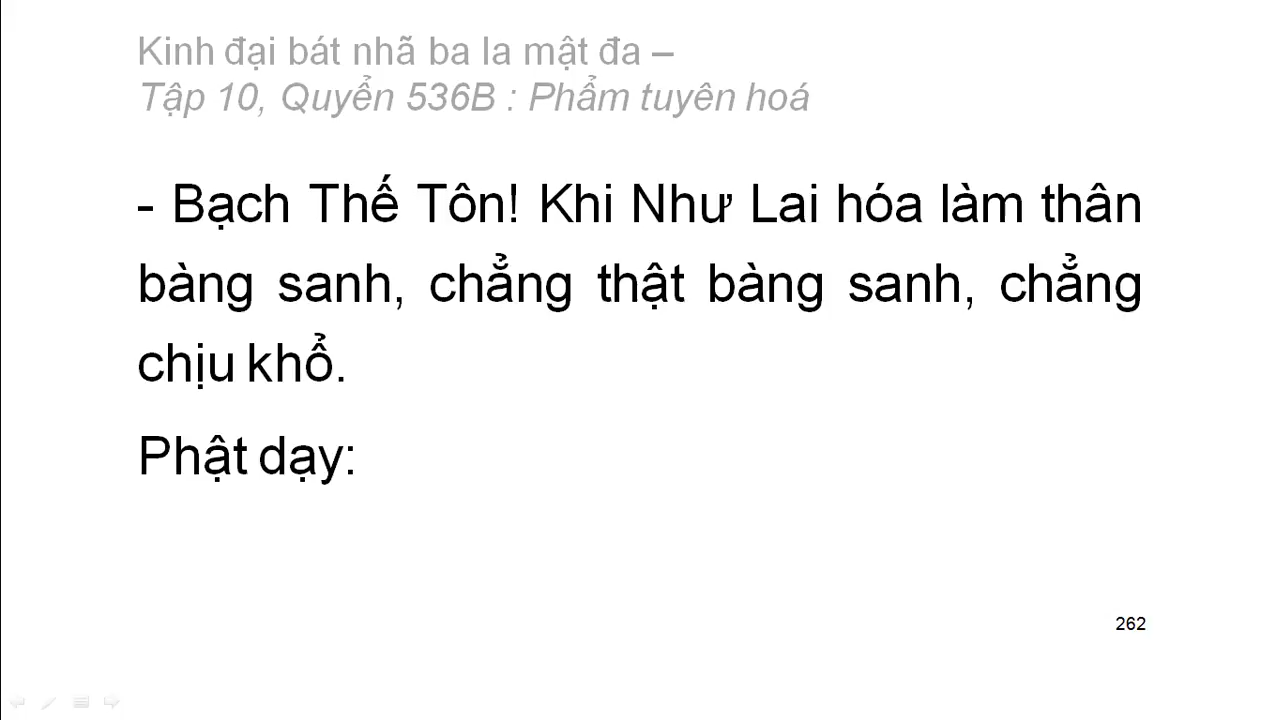 Kinh đại bát nhã ba la mật đa –
Tập 10, Quyển 536B : Phẩm tuyên hoá
- Bạch Thế Tôn! Khi Như Lai hóa làm thân
bàng sanh, chẳng thật bàng sanh, chẳng
chịu khổ.
Phật dạy:
262